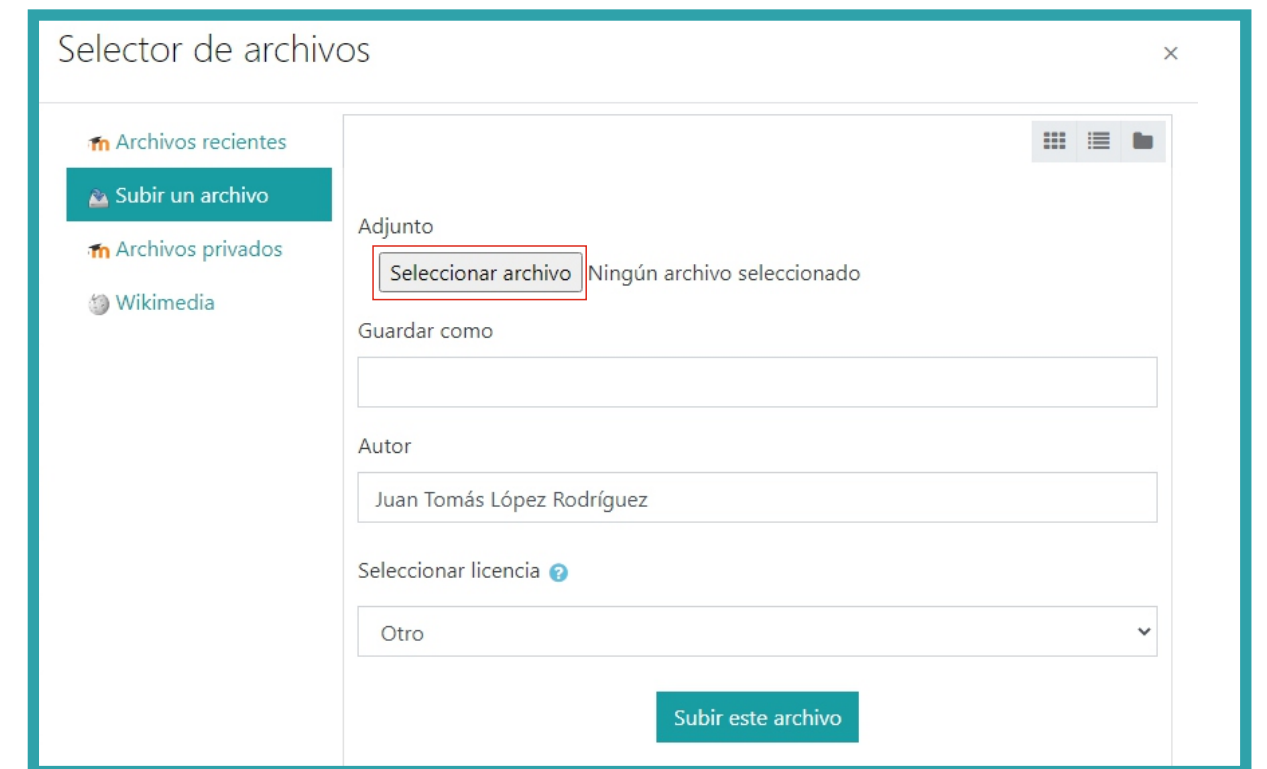 Selector de archivos
×
Archivos recientes
Subir un archivo
Archivos privados
Wikimedia
Adjunto
Seleccionar archivo Ningún archivo seleccionado
Guardar como
Autor
Juan Tomás López Rodríguez
Seleccionar licencia ?
Otro
Subir este archivo